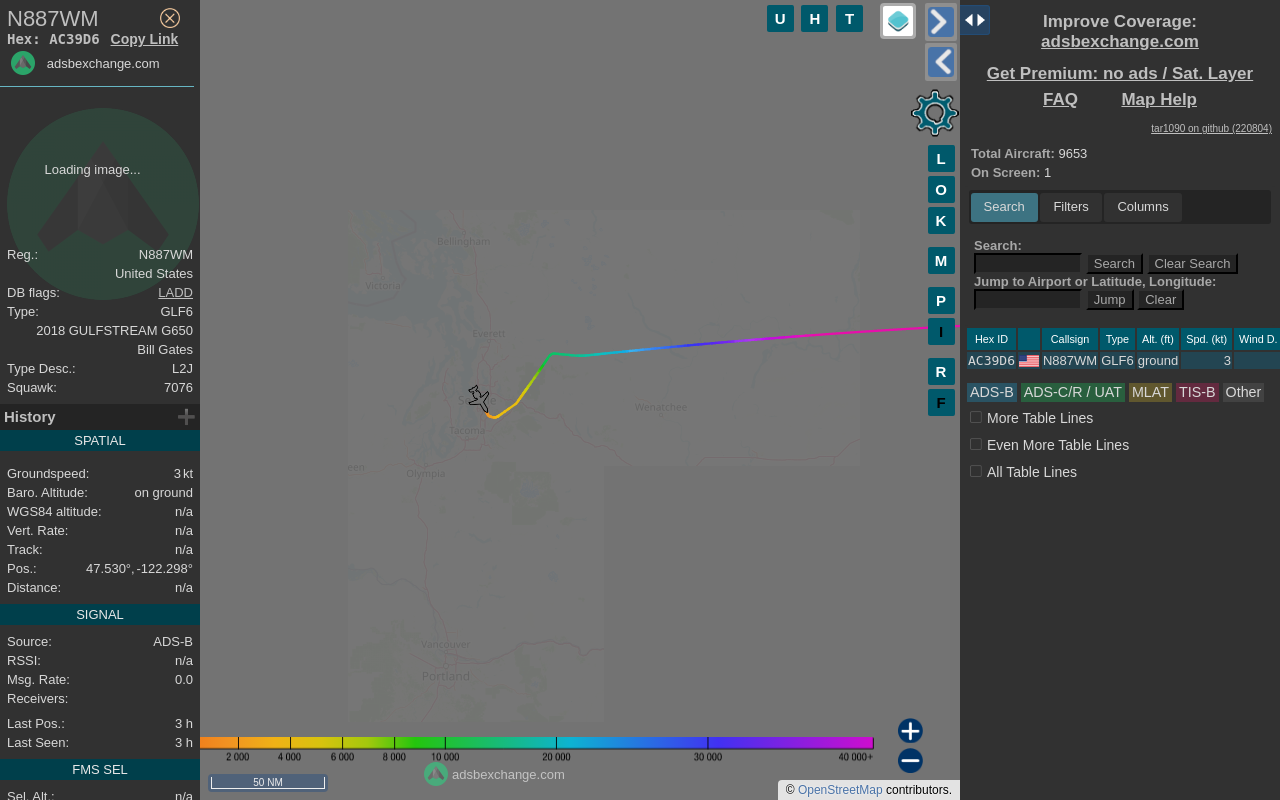 N887WM
Hex: AC39D6 Copy Link
adsbexchange.com
Loading image...
Reg.: N887WM
United States
DB flags: LADD
Type: GLF6
2018 GULFSTREAM G650
Bill Gates
Type Desc.: L2J
Squawk: 7076
History
SPATIAL
Groundspeed: 3 kt
Baro. Altitude: on ground
WGS84 altitude: n/a
Vert. Rate: n/a
Track: n/a
Pos.: 47.530°, -122.298°
Distance: n/a
SIGNAL
Source: ADS-B
RSSI: n/a
Msg. Rate: 0.0
Receivers:
Last Pos.: 3 h
Last Seen: 3 h
FMS SEL
Sel. Alt.: n/a
U H T
L
O
K
M
P
I
R
F
Bellingham
Victoria
Everett
Wenatchee
Tacoma
Olympia
Vancouver
Portland
2 000 4 000 6 000 8 000 10 000 20 000 30 000 40 000+
adsbexchange.com
50 NM
© OpenStreetMap contributors.
Improve Coverage:
adsbexchange.com
Get Premium: no ads / Sat. Layer
FAQ Map Help
tar1090 on github (220804)
Total Aircraft: 9653
On Screen: 1
Search Filters Columns
Search:
Search Clear Search
Jump to Airport or Latitude, Longitude:
Jump Clear
Hex ID Callsign Type Alt. (ft) Spd. (kt) Wind D.
AC39D6 N887WM GLF6 ground 3
ADS-B ADS-C/R / UAT MLAT TIS-B Other
More Table Lines
Even More Table Lines
All Table Lines